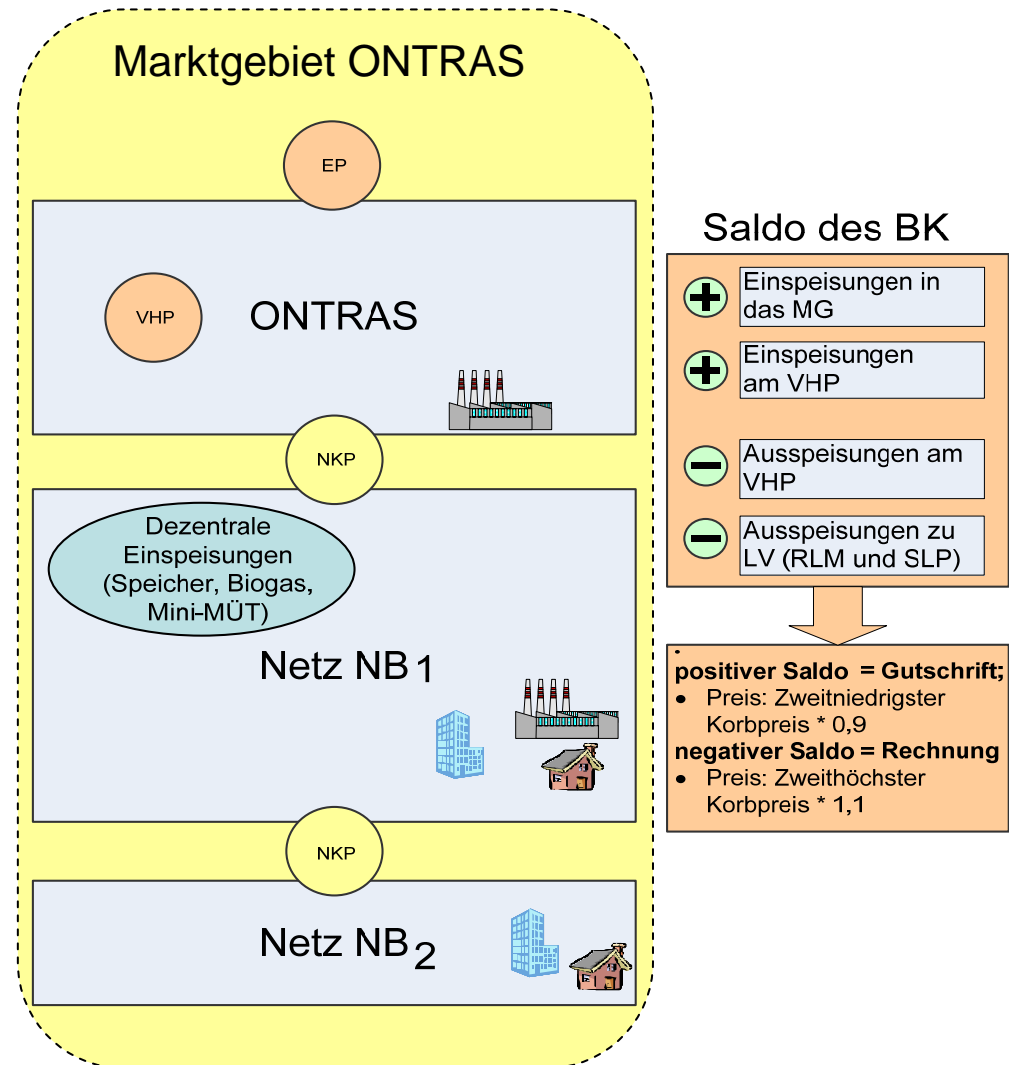 Marktgebiet ONTRAS
EP
VHP
ONTRAS
NKP
Dezentrale
Einspeisungen
(Speicher, Biogas,
Mini-MÜT)
Netz NB1
NKP
Netz NB2
Saldo des BK
Einspeisungen in
das MG
Einspeisungen
am VHP
Ausspeisungen am
VHP
Ausspeisungen zu
LV (RLM und SLP)
positiver Saldo = Gutschrift;
• Preis: Zweitniedrigster
Korbpreis * 0,9
negativer Saldo = Rechnung
• Preis: Zweithöchster
Korbpreis * 1,1